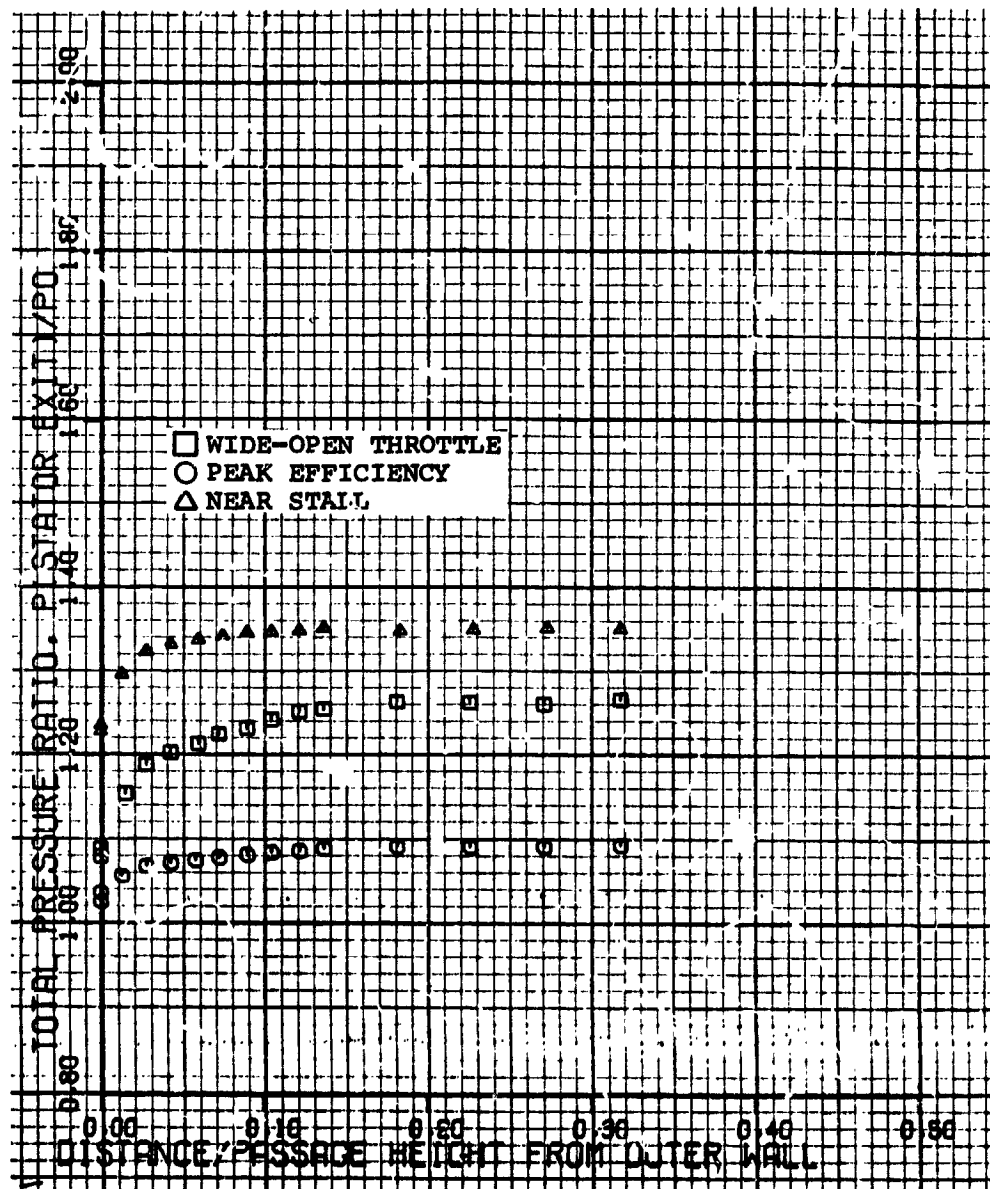 TOTAL PRESSURE RATIO, P(STATOR EXIT)/PO
2.00
1.80
1.60
1.40
1.20
1.00
0.80
WIDE-OPEN THROTTLE
PEAK EFFICIENCY
NEAR STALL
0.00 0.10 0.20 0.30 0.40 0.50
DISTANCE/PASSAGE HEIGHT FROM OUTER WALL